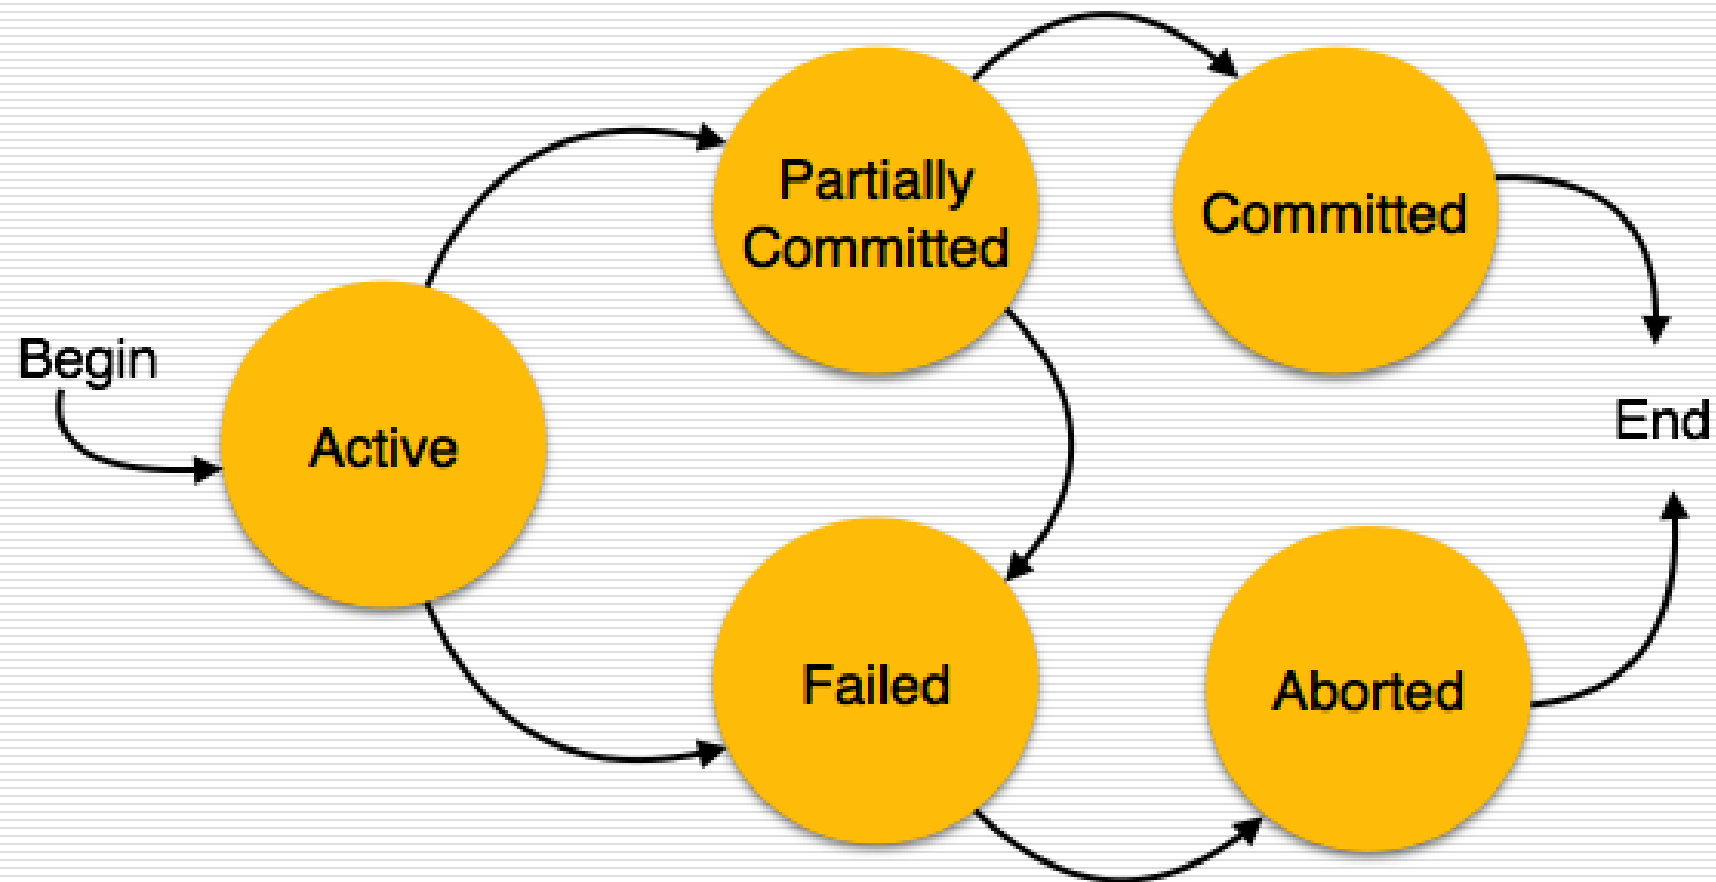 Partially
Committed
Committed
Begin
Active
End
Failed
Aborted